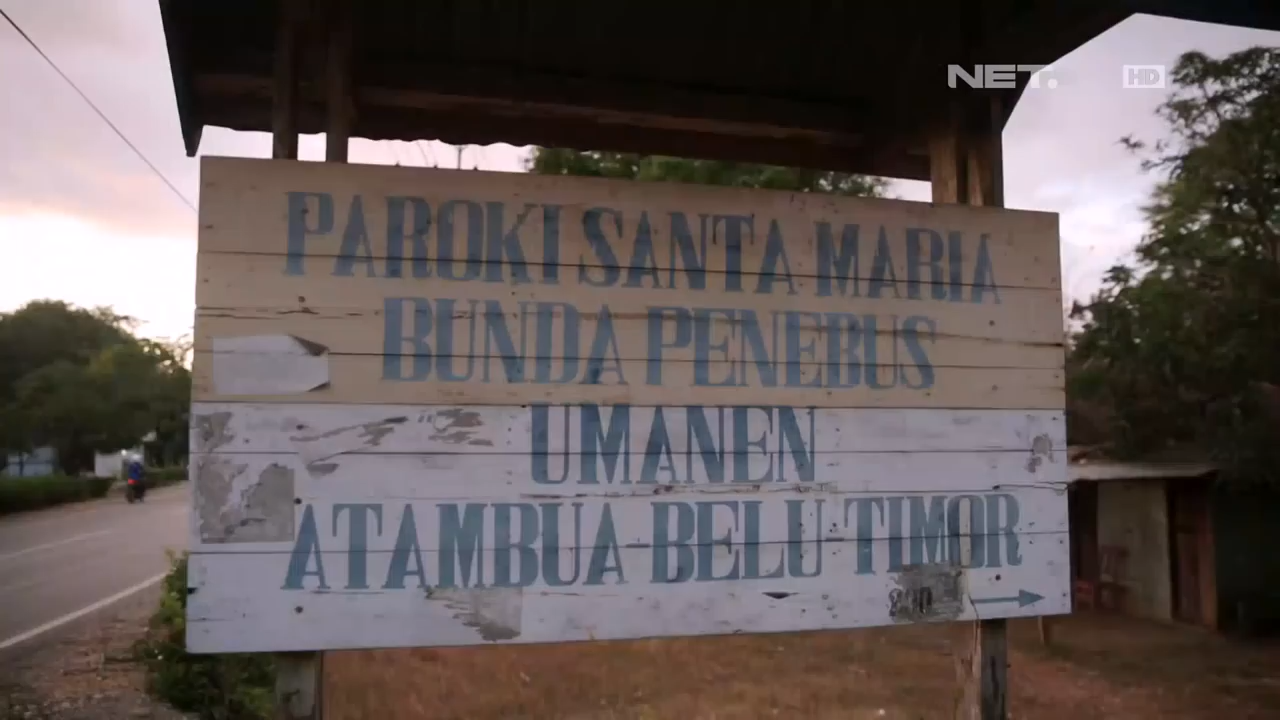 NET. HD
PAROKI SANTA MARIA
BUNDA PENEBUS
UMANEN
ATAMBUA-BELU-TIMOR